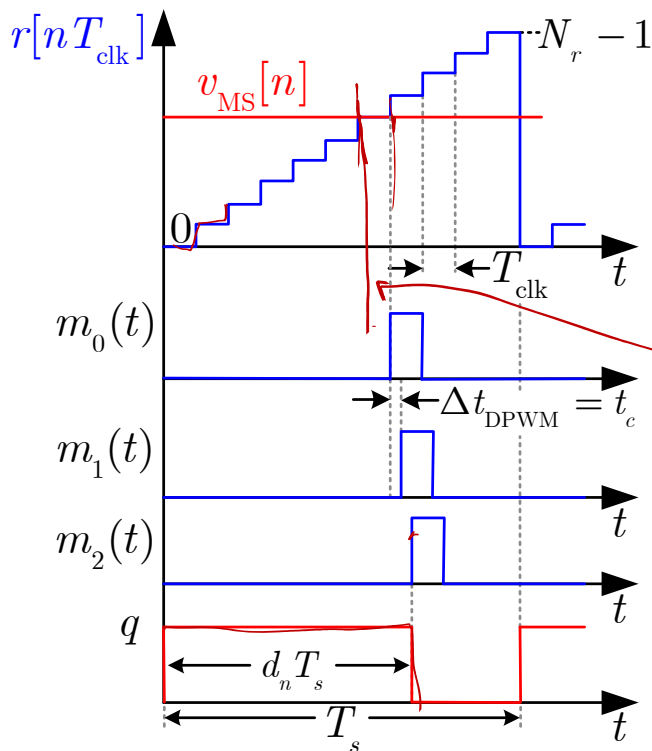 r[nT_clk]
N_r − 1
v_MS[n]
0
T_clk
t
m_0(t)
Δt_DPWM = t_c
t
m_1(t)
t
m_2(t)
t
q
d_n T_s
T_s
t